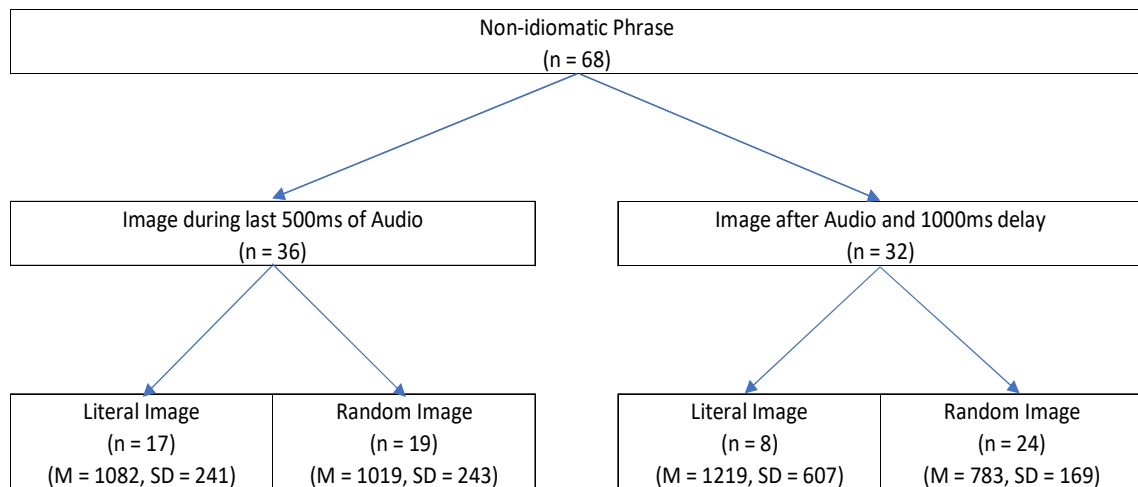 Non-idiomatic Phrase
(n = 68)
Image during last 500ms of Audio
(n = 36)
Image after Audio and 1000ms delay
(n = 32)
Literal Image
(n = 17)
(M = 1082, SD = 241)
Random Image
(n = 19)
(M = 1019, SD = 243)
Literal Image
(n = 8)
(M = 1219, SD = 607)
Random Image
(n = 24)
(M = 783, SD = 169)